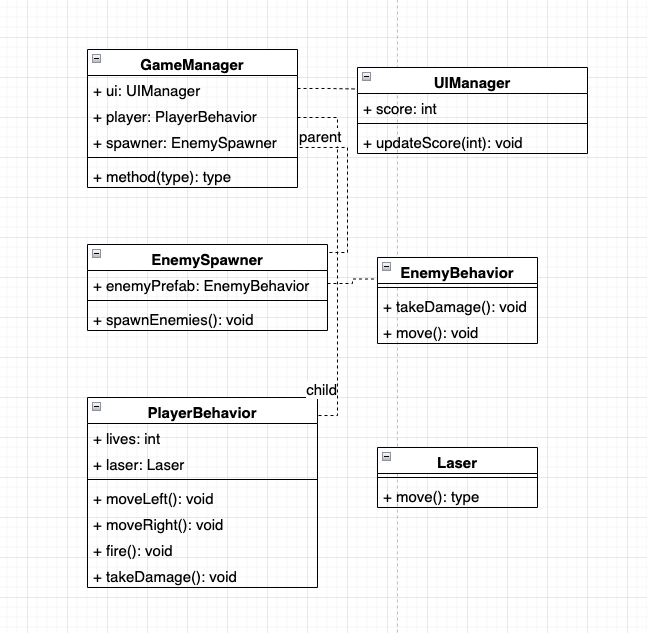 GameManager
+ ui: UIManager
+ player: PlayerBehavior
+ spawner: EnemySpawner
+ method(type): type
UIManager
+ score: int
+ updateScore(int): void
parent
EnemySpawner
+ enemyPrefab: EnemyBehavior
+ spawnEnemies(): void
EnemyBehavior
+ takeDamage(): void
+ move(): void
child
PlayerBehavior
+ lives: int
+ laser: Laser
+ moveLeft(): void
+ moveRight(): void
+ fire(): void
+ takeDamage(): void
Laser
+ move(): type